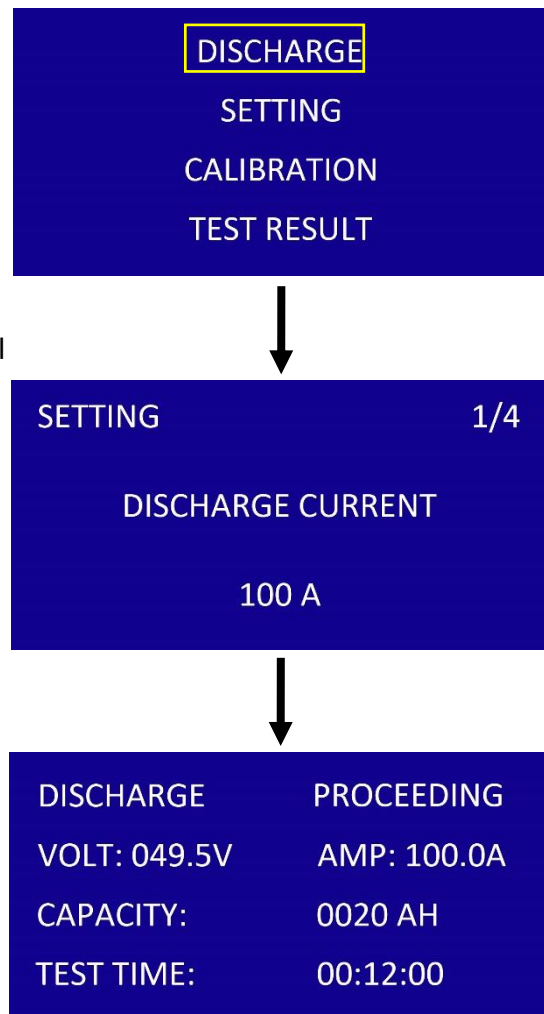 DISCHARGE
SETTING
CALIBRATION
TEST RESULT
SETTING 1/4
DISCHARGE CURRENT
100 A
DISCHARGE PROCEEDING
VOLT: 049.5V AMP: 100.0A
CAPACITY: 0020 AH
TEST TIME: 00:12:00